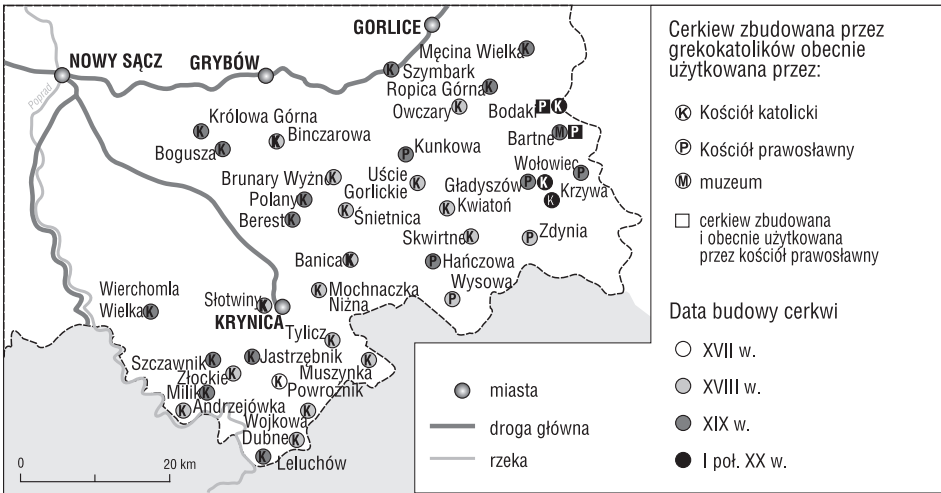 GORLICE
Męcina Wielka
NOWY SĄCZ
GRYBÓW
Szymbark
Ropica Górna
Poprad
Owczary
Bodaki
P K
Królowa Górna
Binczarowa
Bartne
M P
Bogusza
Kunkowa
Wołowiec
Brunary Wyżne
Uście
Gorlickie
Gładyszów
Krzywa
Polany
Kwiatoń
Śnietnica
Berest
Skwirtne
Zdynia
Banica
Hańczowa
Wysowa
Wierchomla
Wielka
Mochnaczka
Niżna
Słotwiny
KRYNICA
Tylicz
Szczawnik
Jastrzębnik
Złockie
Muszynka
Milik
Powroźnik
Andrzejówka
Wojkowa
Dubne
Leluchów
0 20 km
miasta
droga główna
rzeka
Cerkiew zbudowana przez
grekokatolików obecnie
użytkowana przez:
K Kościół katolicki
P Kościół prawosławny
M muzeum
cerkiew zbudowana
i obecnie użytkowana
przez kościół prawosławny
Data budowy cerkwi
XVII w.
XVIII w.
XIX w.
I poł. XX w.